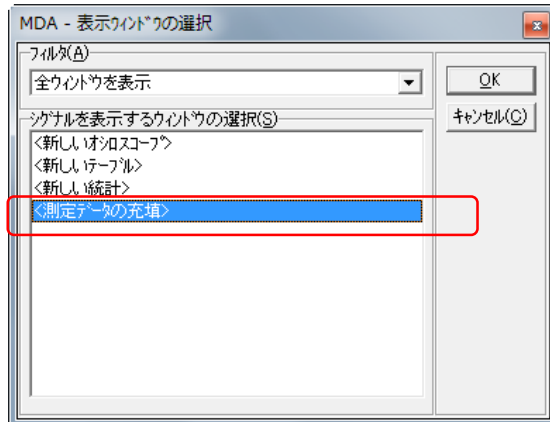 MDA - 表示ｳｨﾝﾄﾞｳの選択
ﾌｨﾙﾀ(A)
全ｳｨﾝﾄﾞｳを表示
OK
ｼｸﾞﾅﾙを表示するｳｨﾝﾄﾞｳの選択(S)
ｷｬﾝｾﾙ(C)
<新しいｵｼﾛｽｺｰﾌﾟ>
<新しいﾃｰﾌﾞﾙ>
<新しい統計>
<測定ﾃﾞｰﾀの充填>